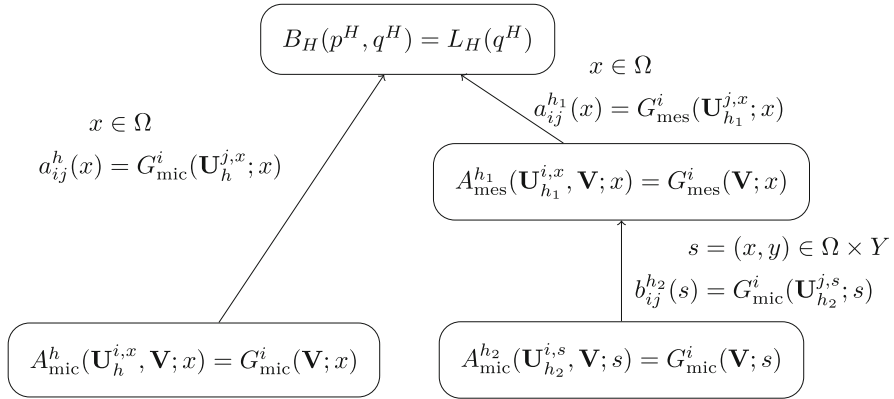 B_H(p^H, q^H) = L_H(q^H)
x ∈ Ω
a_{ij}^{h_1}(x) = G_{mes}^i(𝐔_{h_1}^{j,x}; x)
x ∈ Ω
a_{ij}^h(x) = G_{mic}^i(𝐔_h^{j,x}; x)
A_{mes}^{h_1}(𝐔_{h_1}^{i,x}, 𝐕; x) = G_{mes}^i(𝐕; x)
s = (x, y) ∈ Ω × Y
b_{ij}^{h_2}(s) = G_{mic}^i(𝐔_{h_2}^{j,s}; s)
A_{mic}^h(𝐔_h^{i,x}, 𝐕; x) = G_{mic}^i(𝐕; x)
A_{mic}^{h_2}(𝐔_{h_2}^{i,s}, 𝐕; s) = G_{mic}^i(𝐕; s)